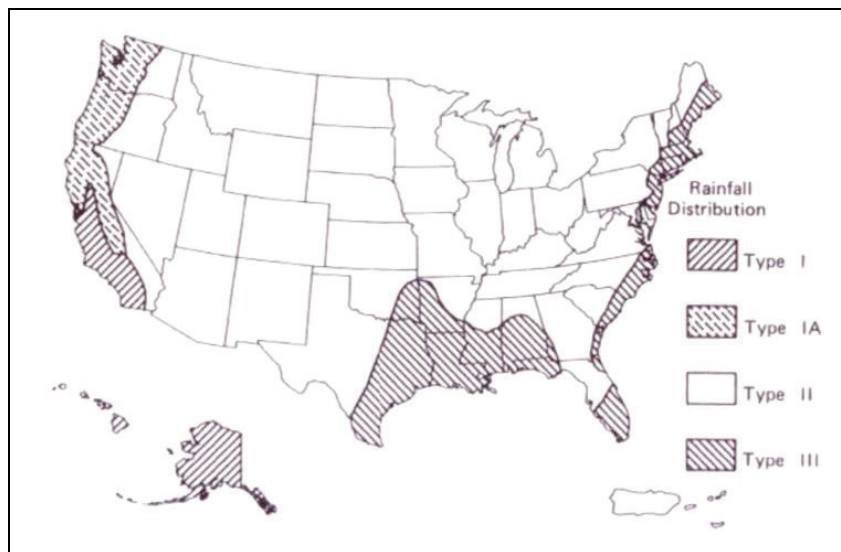 Rainfall
Distribution
Type I
Type IA
Type II
Type III